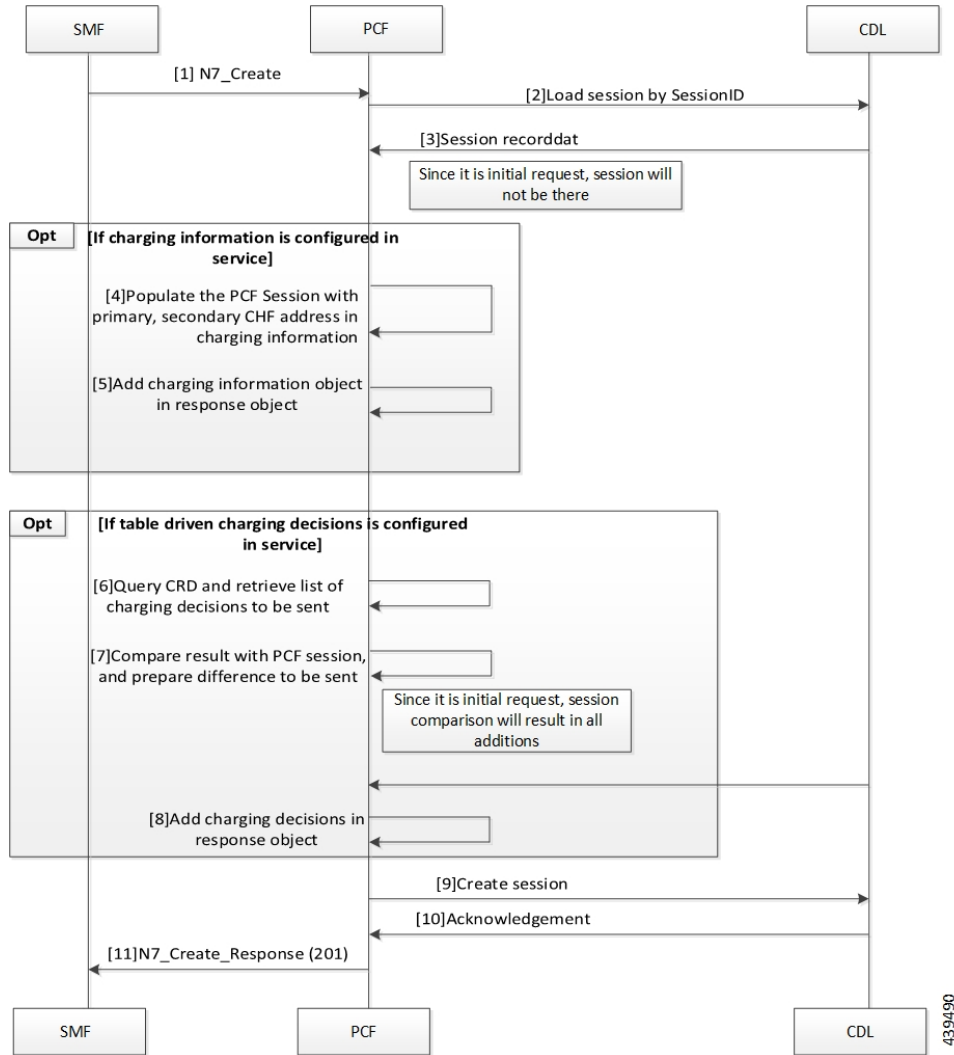 SMF
PCF
CDL
[1] N7_Create
[2]Load session by SessionID
[3]Session recorddat
Since it is initial request, session will
not be there
Opt
[If charging information is configured in
service]
[4]Populate the PCF Session with
primary, secondary CHF address in
charging information
[5]Add charging information object
in response object
Opt
[If table driven charging decisions is configured
in service]
[6]Query CRD and retrieve list of
charging decisions to be sent
[7]Compare result with PCF session,
and prepare difference to be sent
Since it is initial request, session
comparison will result in all
additions
[8]Add charging decisions in
response object
[9]Create session
[10]Acknowledgement
[11]N7_Create_Response (201)
SMF
PCF
CDL
439490